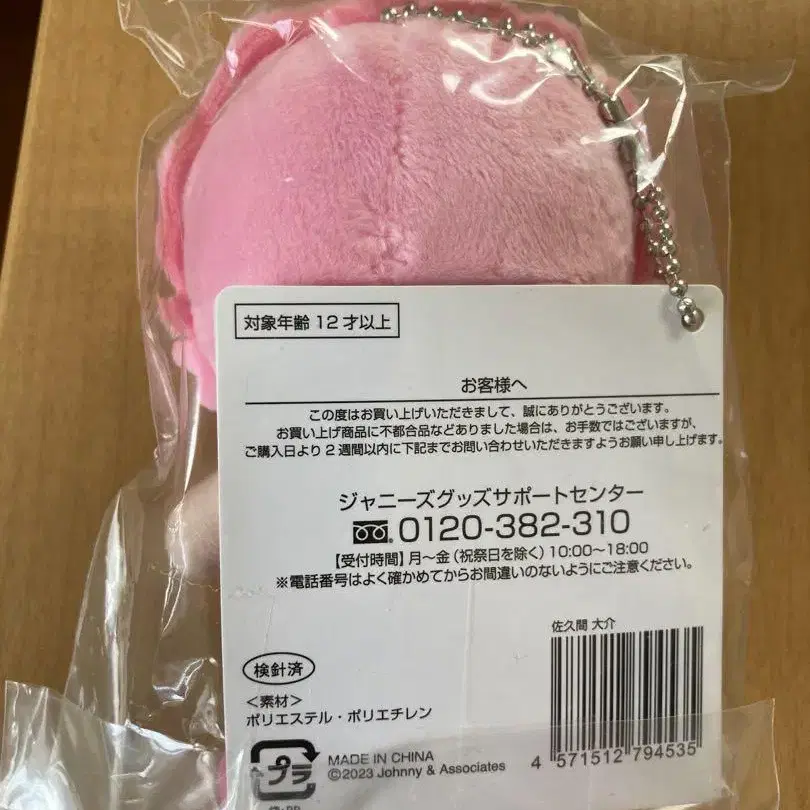 対象年齢 12 才以上
お客様へ
この度はお買い上げいただきまして、誠にありがとうございます。
お買い上げ商品に不都合品などありました場合は、お手数ではございますが、
ご購入日より 2 週間以内に下記までお問い合わせいただきますようお願い申し上げます。
ジャニーズグッズサポートセンター
0120-382-310
【受付時間】月〜金（祝祭日を除く）10:00〜18:00
※電話番号はよく確かめてからお間違いのないようにご注意ください。
佐久間 大介
検針済
＜素材＞
ポリエステル・ポリエチレン
4 571512 794535
プラ
MADE IN CHINA
©2023 Johnny & Associates